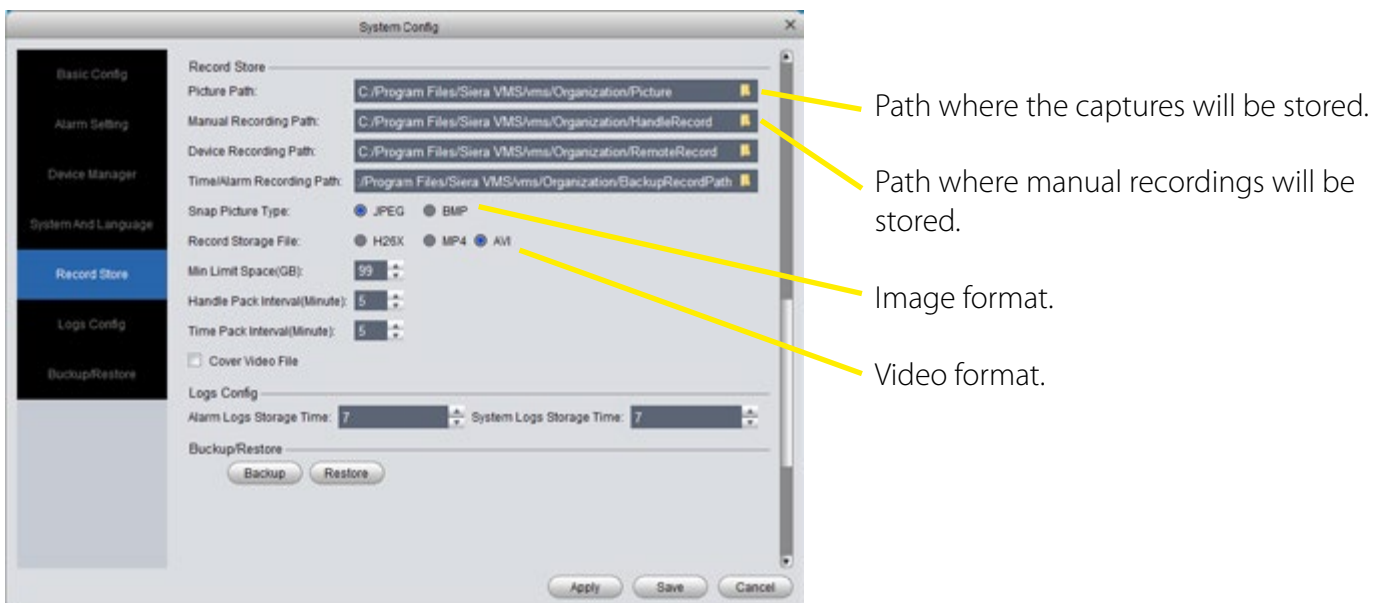 System Config
Basic Config
Alarm Setting
Device Manager
System And Language
Record Store
Logs Config
Buckup/Restore
Record Store
Picture Path: C:/Program Files/Siera VMS/vms/Organization/Picture
Manual Recording Path: C:/Program Files/Siera VMS/vms/Organization/HandleRecord
Device Recording Path: C:/Program Files/Siera VMS/vms/Organization/RemoteRecord
Time/Alarm Recording Path: :/Program Files/Siera VMS/vms/Organization/BackupRecordPath
Snap Picture Type: JPEG BMP
Record Storage File: H26X MP4 AVI
Min Limit Space(GB): 99
Handle Pack Interval(Minute): 5
Time Pack Interval(Minute): 5
Cover Video File
Logs Config
Alarm Logs Storage Time: 7 System Logs Storage Time: 7
Buckup/Restore
Backup Restore
Apply Save Cancel
Path where the captures will be stored.
Path where manual recordings will be
stored.
Image format.
Video format.